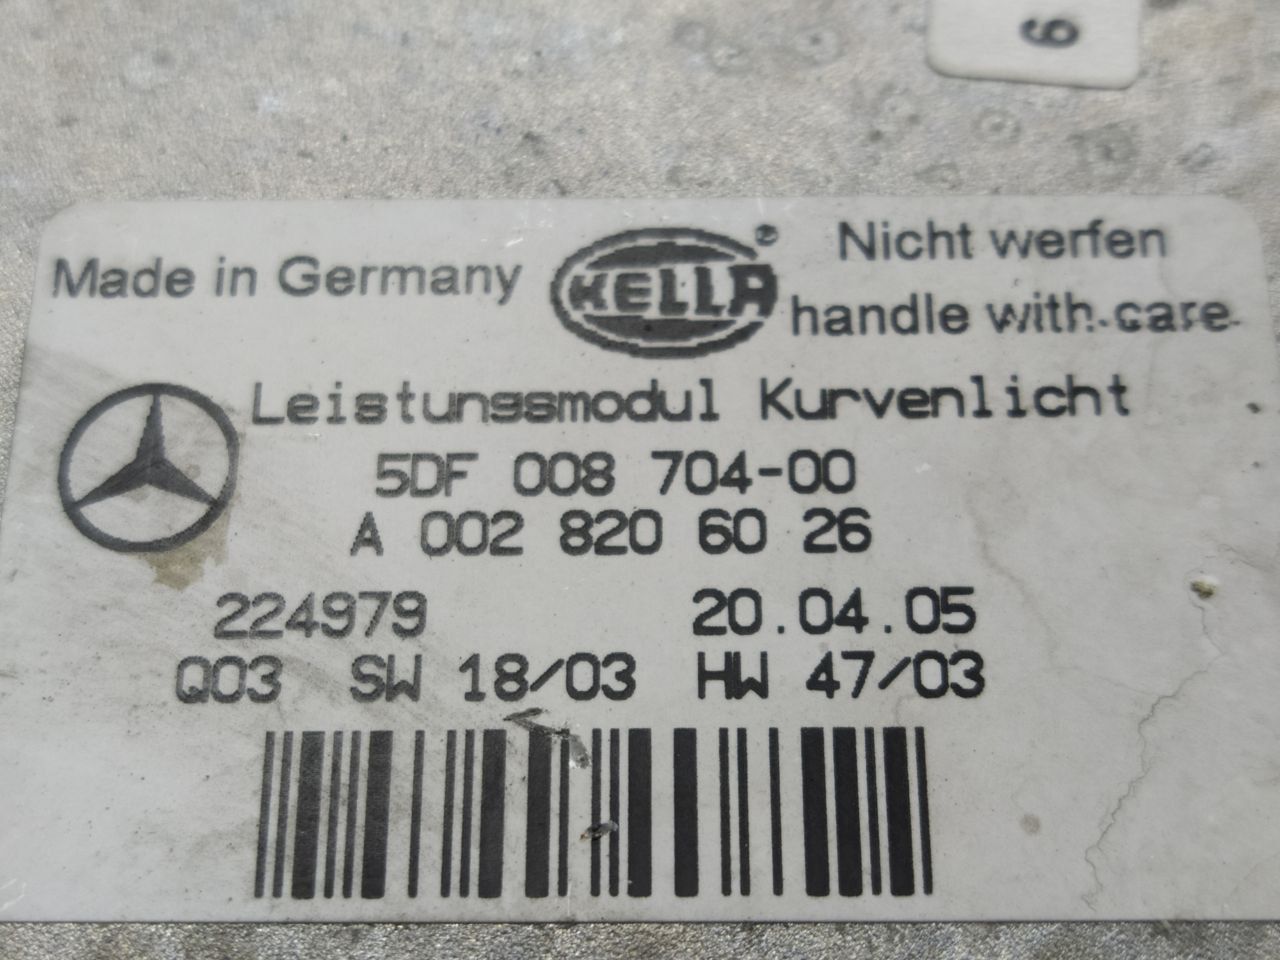 6
Made in Germany
HELLA®
Nicht werfen
handle with care
Leistungsmodul Kurvenlicht
5DF 008 704-00
A 002 820 60 26
224979 20.04.05
Q03 SW 18/03 HW 47/03